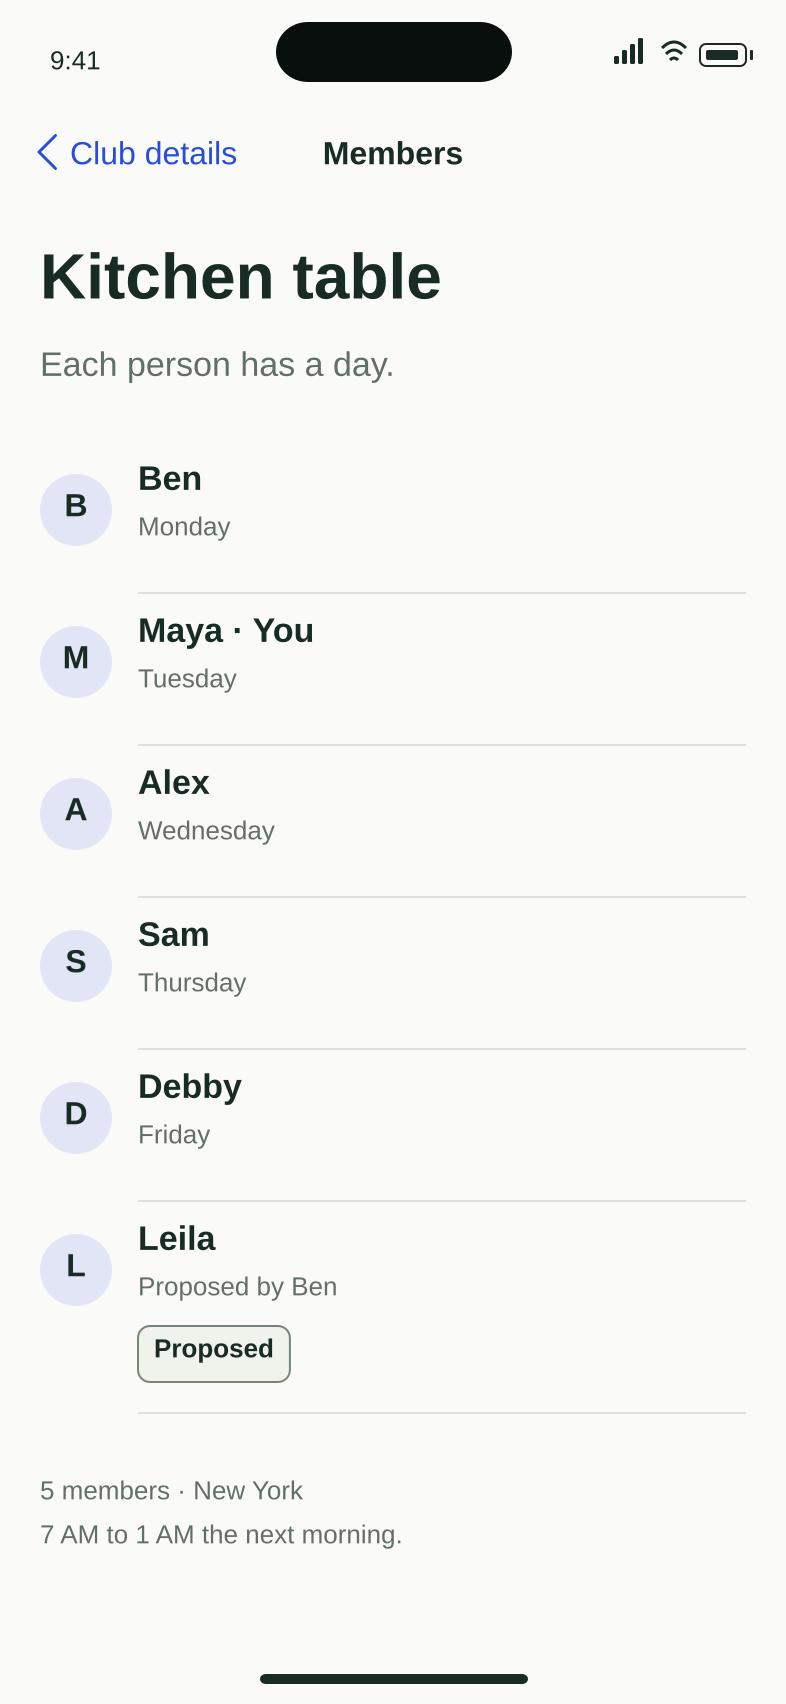 9:41
Club details
Members
Kitchen table
Each person has a day.
B
Ben
Monday
M
Maya · You
Tuesday
A
Alex
Wednesday
S
Sam
Thursday
D
Debby
Friday
L
Leila
Proposed by Ben
Proposed
5 members · New York
7 AM to 1 AM the next morning.